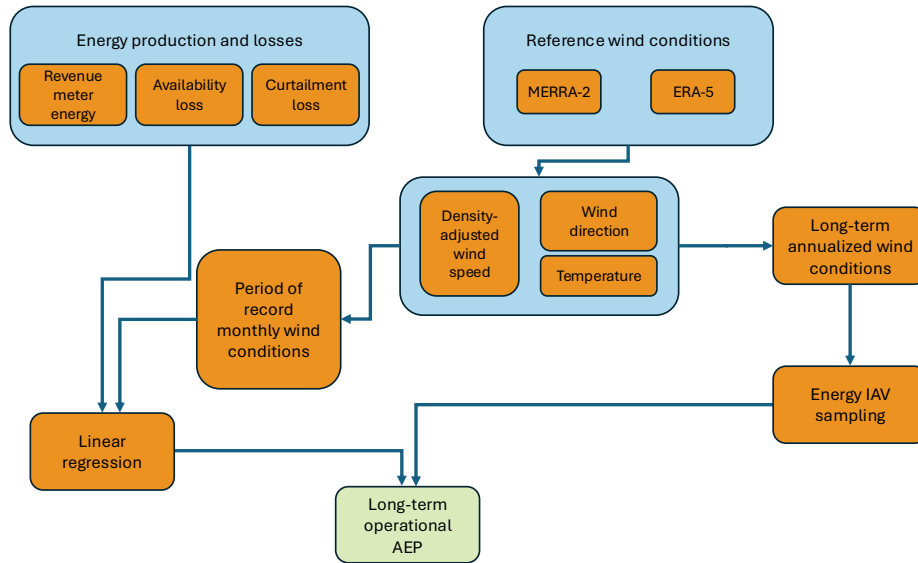 Energy production and losses
Revenue
meter
energy
Availability
loss
Curtailment
loss
Reference wind conditions
MERRA-2
ERA-5
Density-
adjusted
wind
speed
Wind
direction
Temperature
Long-term
annualized wind
conditions
Period of
record
monthly wind
conditions
Energy IAV
sampling
Linear
regression
Long-term
operational
AEP